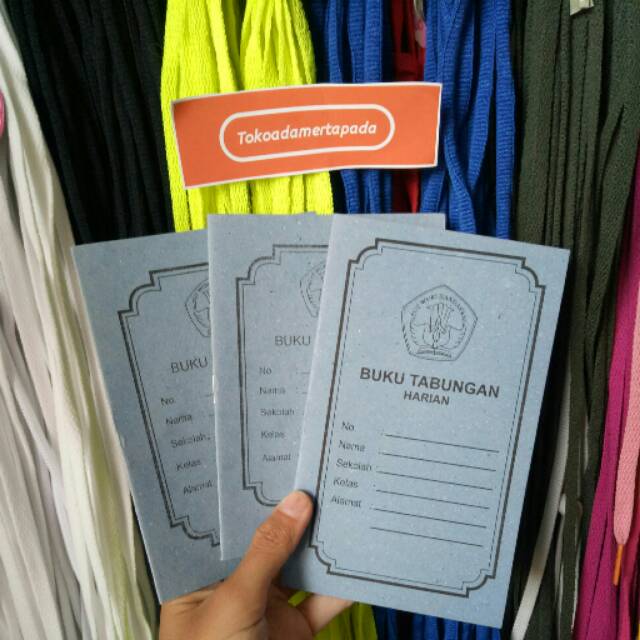 Tokoadamertapada
BUKU
No
Nama
Sekolah
Kelas
Alamat
BUKU
No
Nama
Sekolah
Kelas
Alamat
BUKU TABUNGAN
HARIAN
No
Nama
Sekolah
Kelas
Alamat